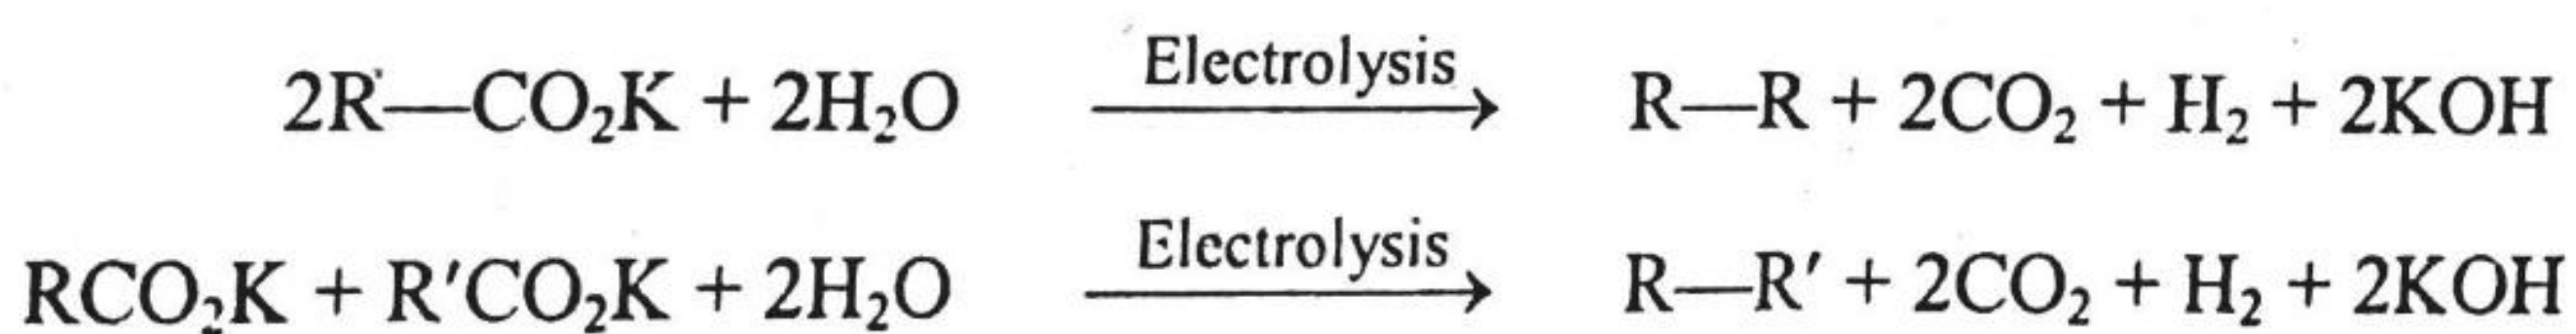 2R—CO₂K + 2H₂O Electrolysis → R—R + 2CO₂ + H₂ + 2KOH
RCO₂K + R′CO₂K + 2H₂O Electrolysis → R—R′ + 2CO₂ + H₂ + 2KOH